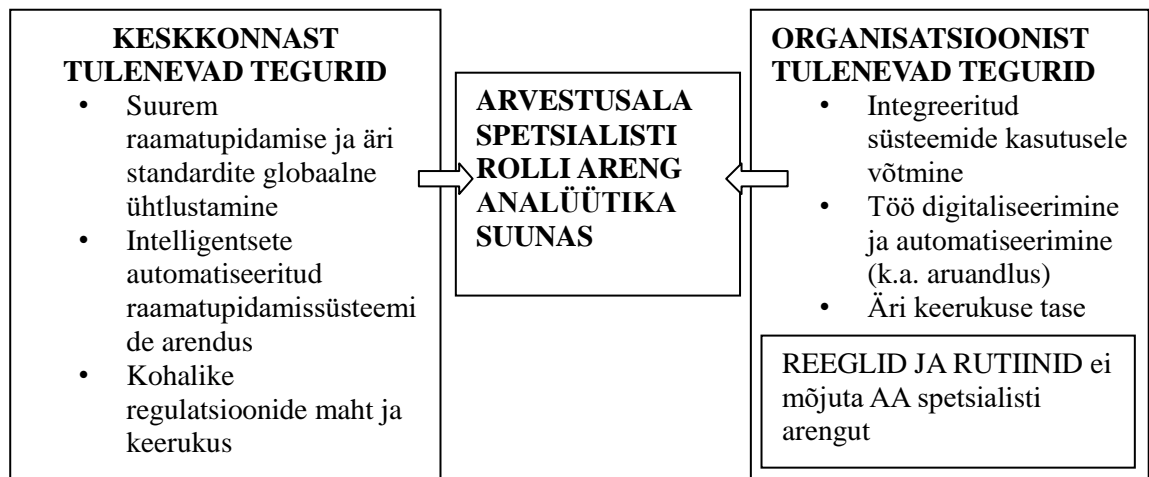 KESKKONNAST
TULENEVAD TEGURID
• Suurem
raamatupidamise ja äri
standardite globaalne
ühtlustamine
• Intelligentsete
automatiseeritud
raamatupidamissüsteemi
de arendus
• Kohalike
regulatsioonide maht ja
keerukus
ARVESTUSALA
SPETSIALISTI
ROLLI ARENG
ANALÜÜTIKA
SUUNAS
ORGANISATSIOONIST
TULENEVAD TEGURID
• Integreeritud
süsteemide kasutusele
võtmine
• Töö digitaliseerimine
ja automatiseerimine
(k.a. aruandlus)
• Äri keerukuse tase
REEGLID JA RUTIINID ei
mõjuta AA spetsialisti
arengut